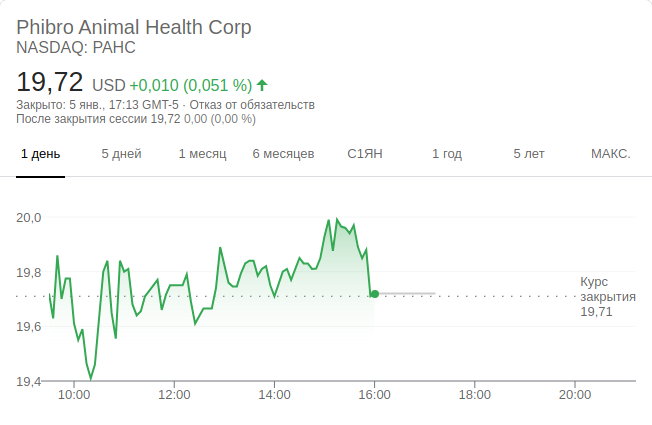 Phibro Animal Health Corp
NASDAQ: PAHC
19,72 USD +0,010 (0,051 %)
Закрыто: 5 янв., 17:13 GMT-5 · Отказ от обязательств
После закрытия сессии 19,72 0,00 (0,00 %)
1 день 5 дней 1 месяц 6 месяцев С1ЯН 1 год 5 лет МАКС.
20,0
19,8
Курс
закрытия
19,71
19,6
19,4
10:00 12:00 14:00 16:00 18:00 20:00